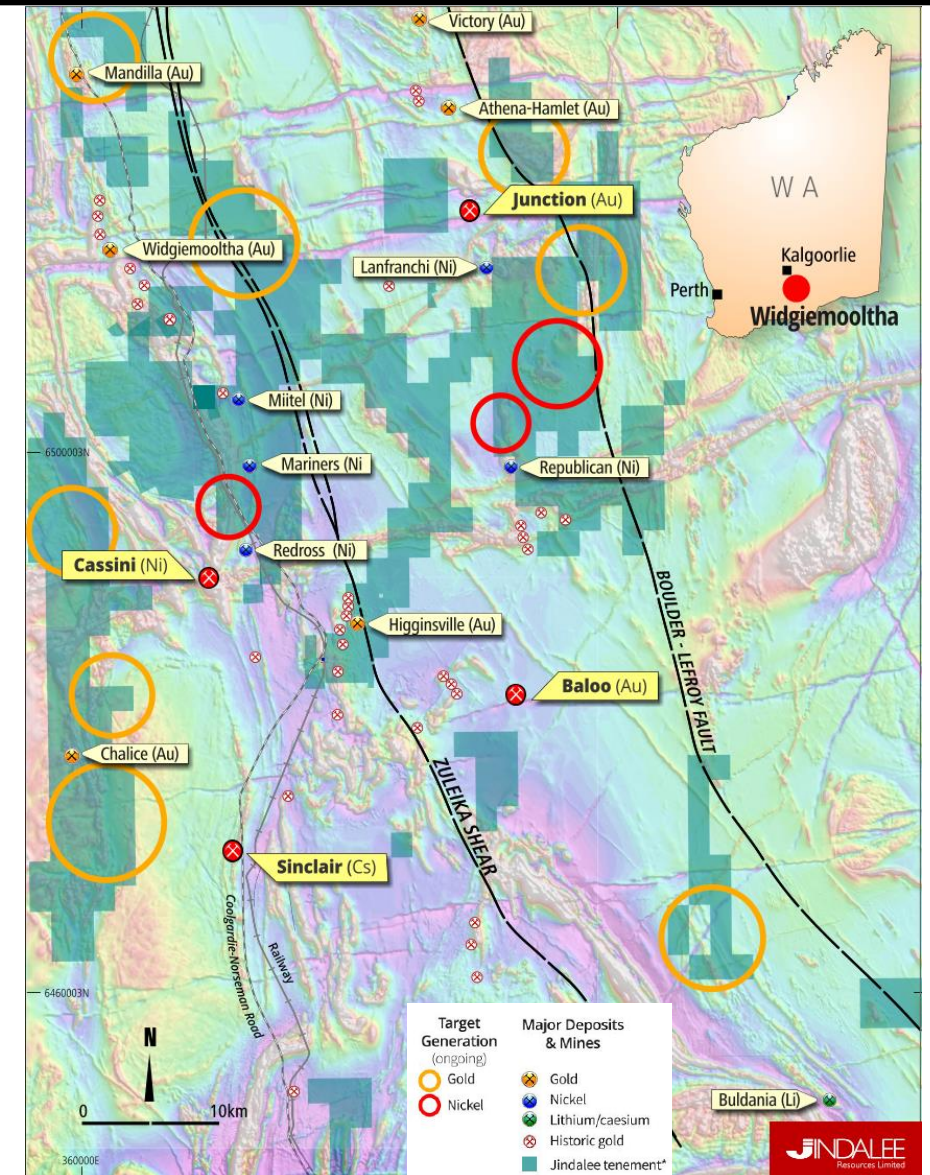 Victory (Au)
Mandilla (Au)
Athena-Hamlet (Au)
WA
Junction (Au)
Widgiemooltha (Au)
Lanfranchi (Ni)
Kalgoorlie
Perth
Widgiemooltha
Miitel (Ni)
6500003N
Mariners (Ni
Republican (Ni)
Redross (Ni)
Cassini (Ni)
BOULDER - LEFROY FAULT
Higginsville (Au)
Baloo (Au)
Chalice (Au)
ZULEIKA SHEAR
Sinclair (Cs)
Coolgardie-Norseman Road
Railway
6460003N
N
0 10km
360000E
Target
Generation
(ongoing)
Gold
Nickel
Major Deposits
& Mines
Gold
Nickel
Lithium/caesium
Historic gold
Jindalee tenement*
Buldania (Li)
JINDALEE
Resources Limited